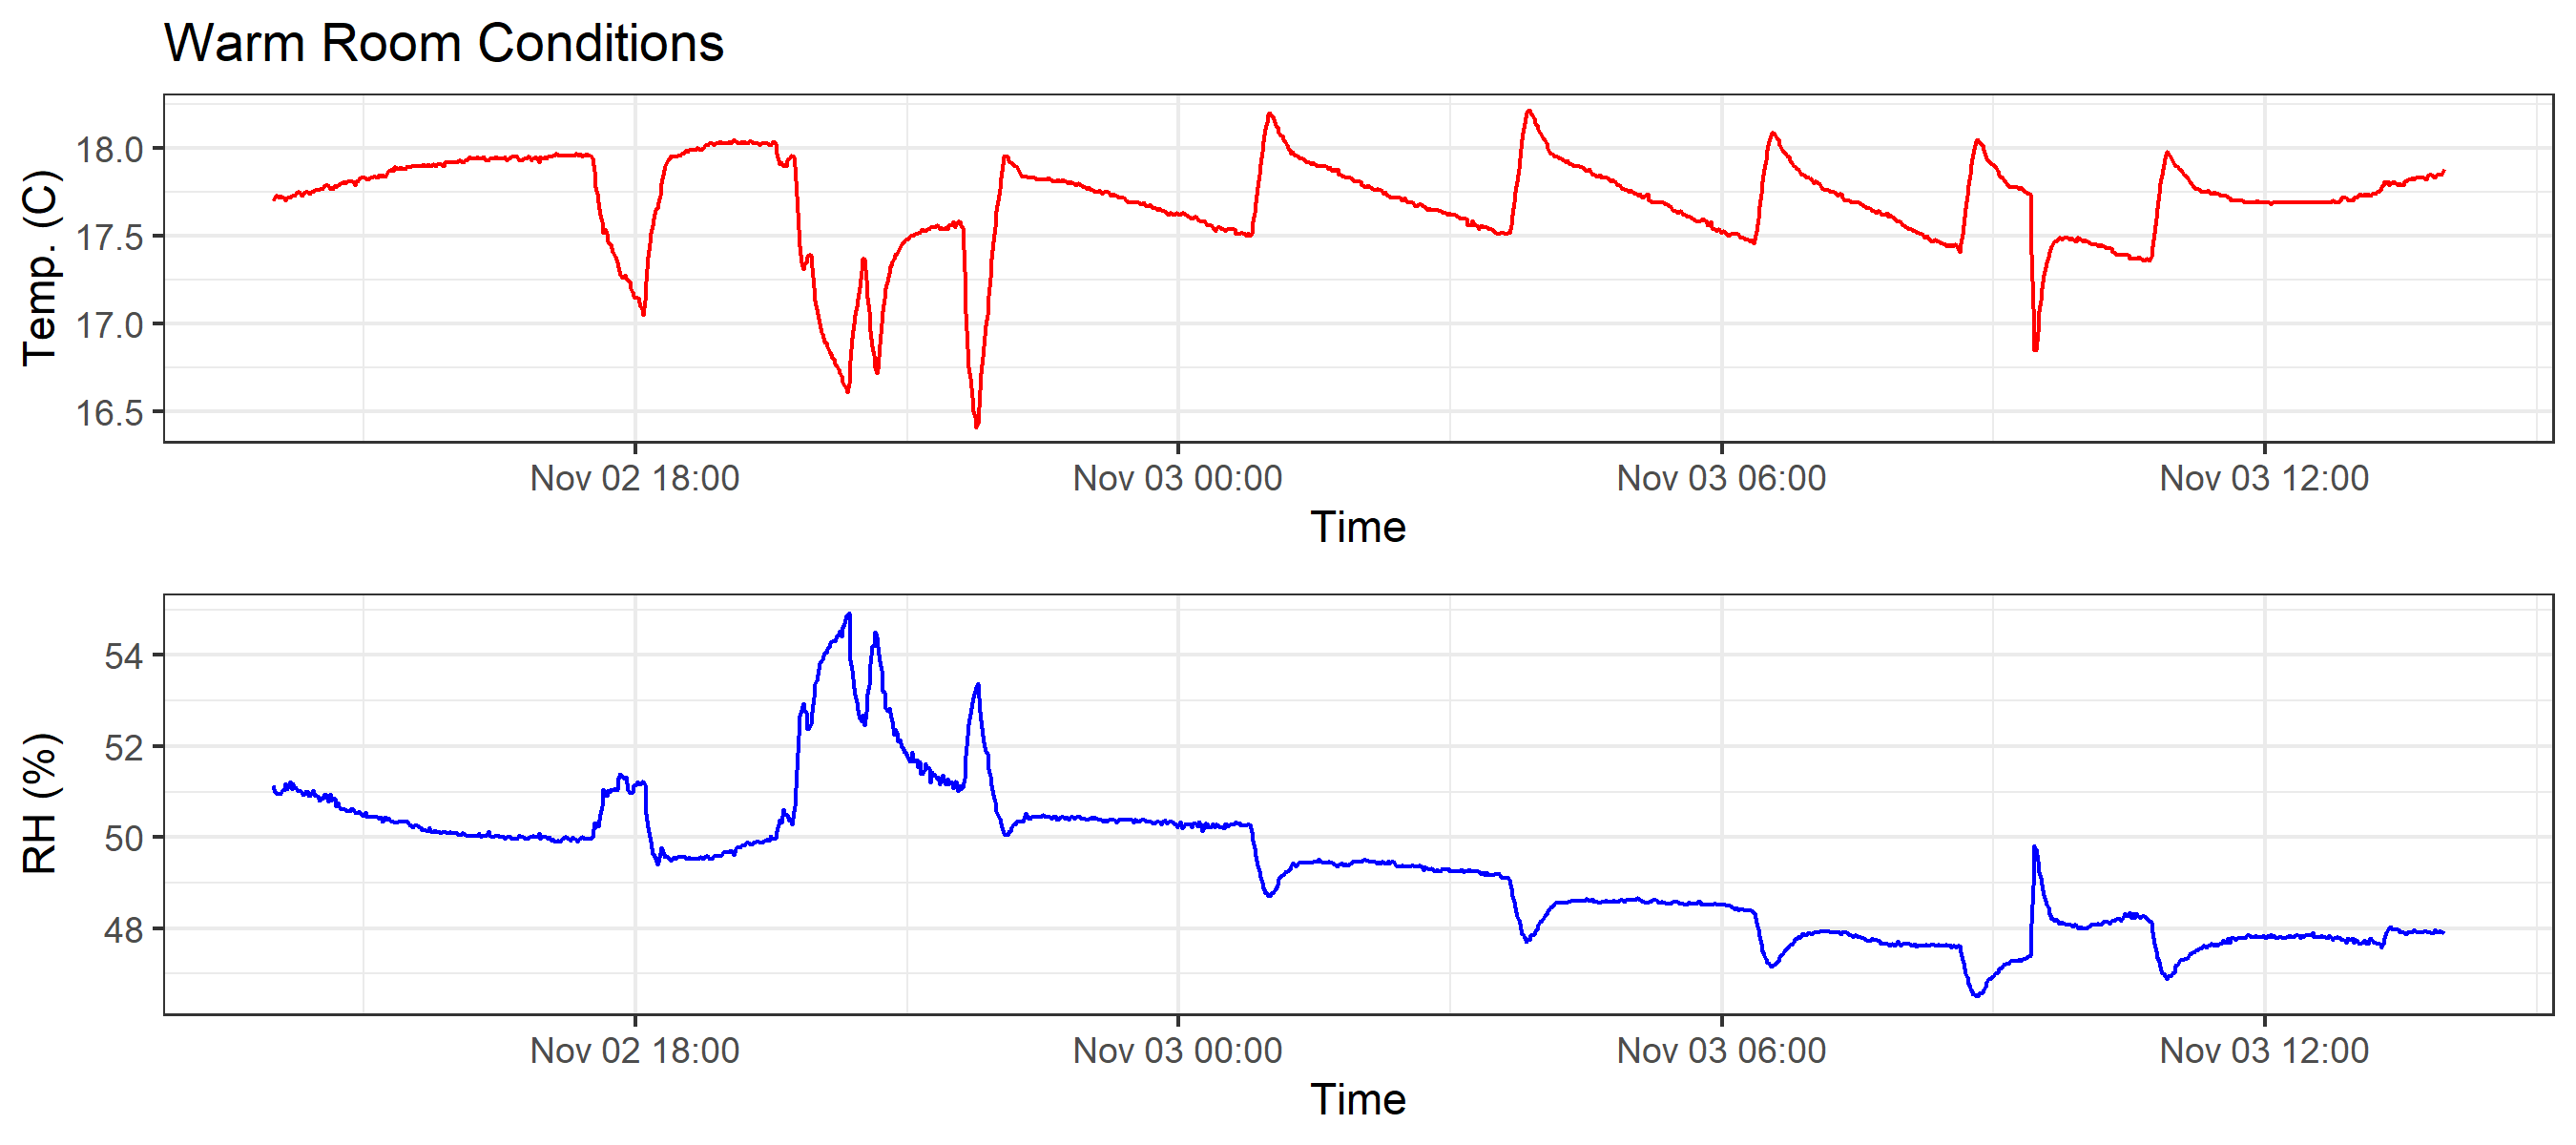 Warm Room Conditions
Temp. (C)
18.0
17.5
17.0
16.5
Nov 02 18:00 Nov 03 00:00 Nov 03 06:00 Nov 03 12:00
Time
RH (%)
54
52
50
48
Nov 02 18:00 Nov 03 00:00 Nov 03 06:00 Nov 03 12:00
Time